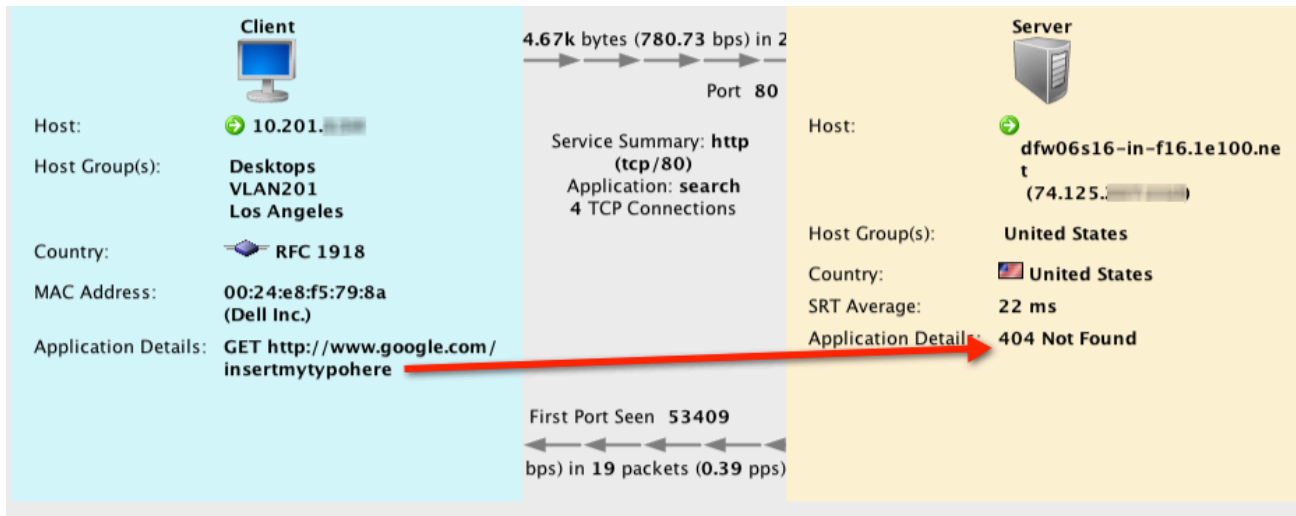 Client
Host:
10.201.
Host Group(s):
Desktops
VLAN201
Los Angeles
Country:
RFC 1918
MAC Address:
00:24:e8:f5:79:8a
(Dell Inc.)
Application Details:
GET http://www.google.com/
insertmytypohere
4.67k bytes (780.73 bps) in 2
Port 80
Service Summary: http
(tcp/80)
Application: search
4 TCP Connections
First Port Seen 53409
bps) in 19 packets (0.39 pps)
Server
Host:
dfw06s16-in-f16.1e100.ne
t
(74.125. )
Host Group(s):
United States
Country:
United States
SRT Average:
22 ms
Application Details:
404 Not Found